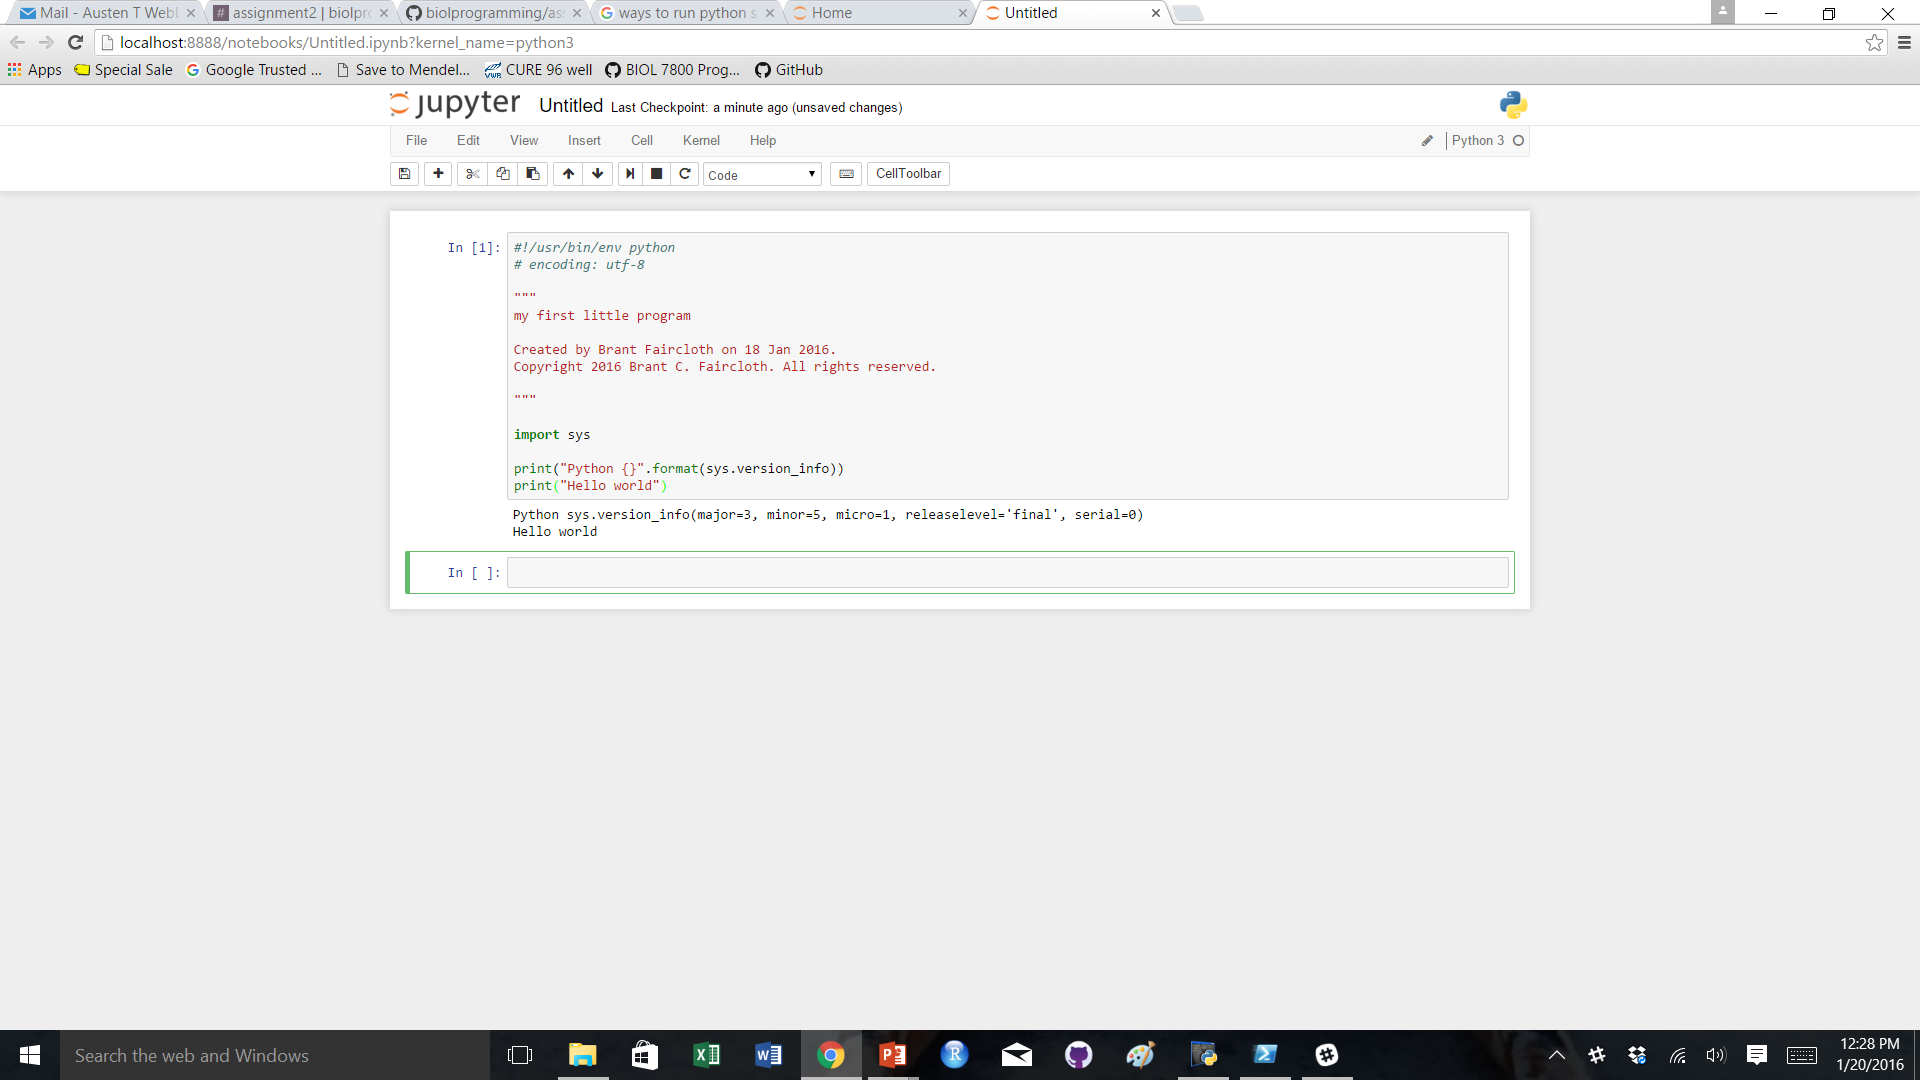 Mail - Austen T Webb
assignment2 | biolpro
biolprogramming/ass
ways to run python s
Home
Untitled
localhost:8888/notebooks/Untitled.ipynb?kernel_name=python3
Apps
Special Sale
Google Trusted ...
Save to Mendel...
CURE 96 well
BIOL 7800 Prog...
GitHub
jupyter Untitled Last Checkpoint: a minute ago (unsaved changes)
File Edit View Insert Cell Kernel Help Python 3
Code CellToolbar
In [1]: #!/usr/bin/env python
# encoding: utf-8
"""
my first little program
Created by Brant Faircloth on 18 Jan 2016.
Copyright 2016 Brant C. Faircloth. All rights reserved.
"""
import sys
print("Python {}".format(sys.version_info))
print("Hello world")
Python sys.version_info(major=3, minor=5, micro=1, releaselevel='final', serial=0)
Hello world
In [ ]:
Search the web and Windows
12:28 PM
1/20/2016